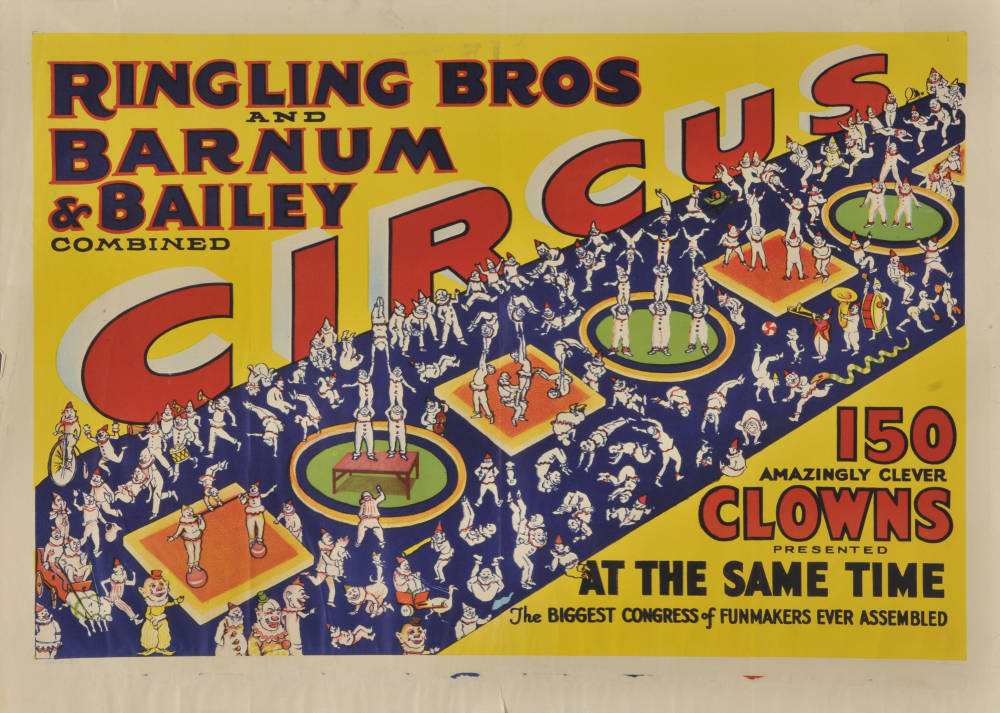 RINGLING BROS
AND
BARNUM
& BAILEY
COMBINED
CIRCUS
150
AMAZINGLY CLEVER
CLOWNS
PRESENTED
AT THE SAME TIME
The BIGGEST CONGRESS of FUNMAKERS EVER ASSEMBLED